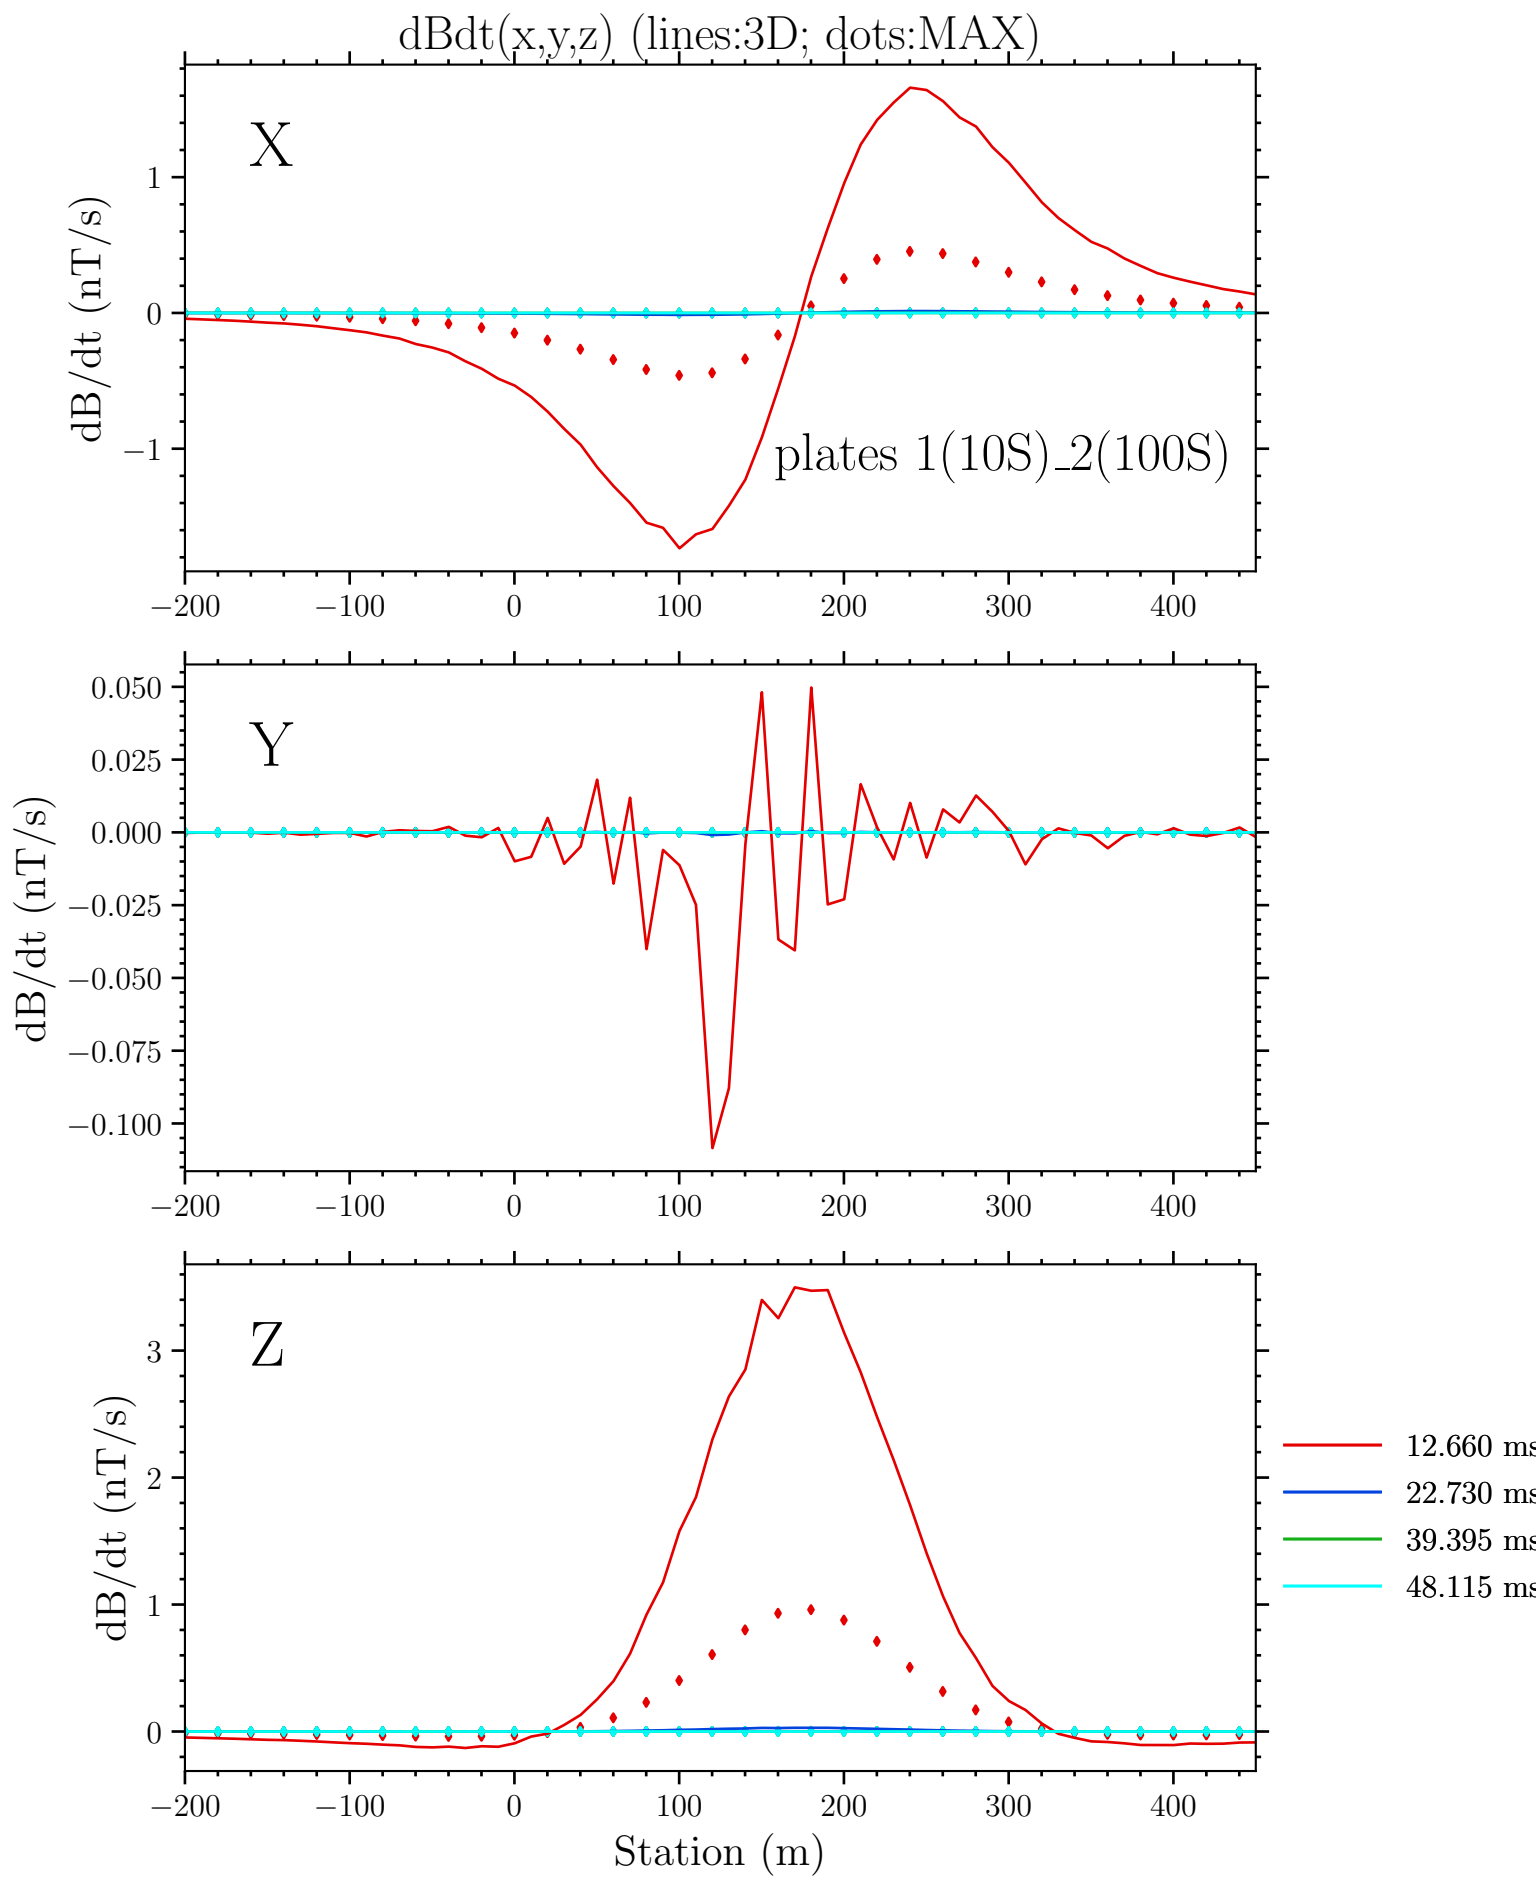 dBdt(x,y,z) (lines:3D; dots:MAX)
X
1
0
−1
dB/dt (nT/s)
plates 1(10S)_2(100S)
−200 −100 0 100 200 300 400
Y
0.050
0.025
0.000
−0.025
−0.050
−0.075
−0.100
dB/dt (nT/s)
−200 −100 0 100 200 300 400
Z
3
2
1
0
dB/dt (nT/s)
−200 −100 0 100 200 300 400
Station (m)
12.660 ms
22.730 ms
39.395 ms
48.115 ms